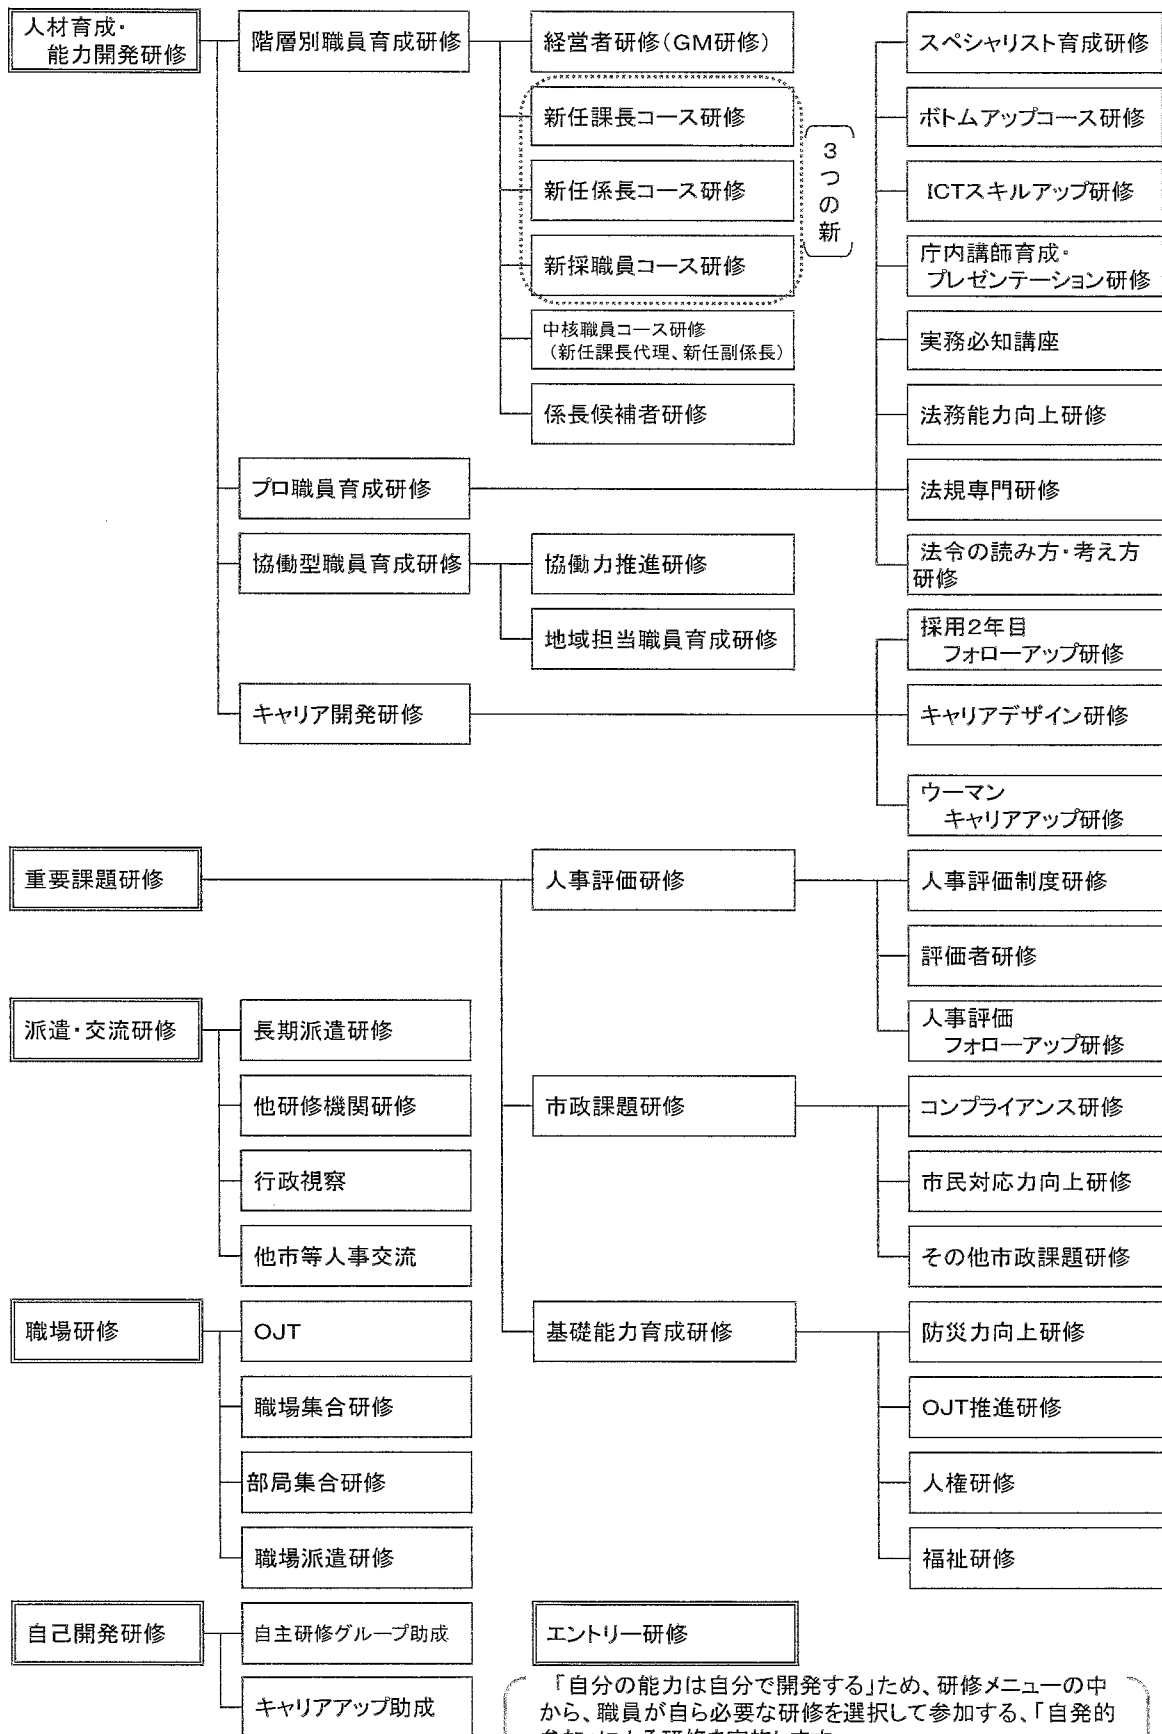 人材育成・
能力開発研修
階層別職員育成研修
経営者研修(GM研修)
新任課長コース研修
新任係長コース研修
新採職員コース研修
3つの新
中核職員コース研修
(新任課長代理、新任副係長)
係長候補者研修
プロ職員育成研修
スペシャリスト育成研修
ボトムアップコース研修
ICTスキルアップ研修
庁内講師育成・
プレゼンテーション研修
実務必知講座
法務能力向上研修
法規専門研修
法令の読み方・考え方
研修
協働型職員育成研修
協働力推進研修
地域担当職員育成研修
キャリア開発研修
採用2年目
フォローアップ研修
キャリアデザイン研修
ウーマン
キャリアアップ研修
重要課題研修
人事評価研修
人事評価制度研修
評価者研修
人事評価
フォローアップ研修
市政課題研修
コンプライアンス研修
市民対応力向上研修
その他市政課題研修
基礎能力育成研修
防災力向上研修
OJT推進研修
人権研修
福祉研修
派遣・交流研修
長期派遣研修
他研修機関研修
行政視察
他市等人事交流
職場研修
OJT
職場集合研修
部局集合研修
職場派遣研修
自己開発研修
自主研修グループ助成
キャリアアップ助成
エントリー研修
「自分の能力は自分で開発する」ため、研修メニューの中
から、職員が自ら必要な研修を選択して参加する、「自発的